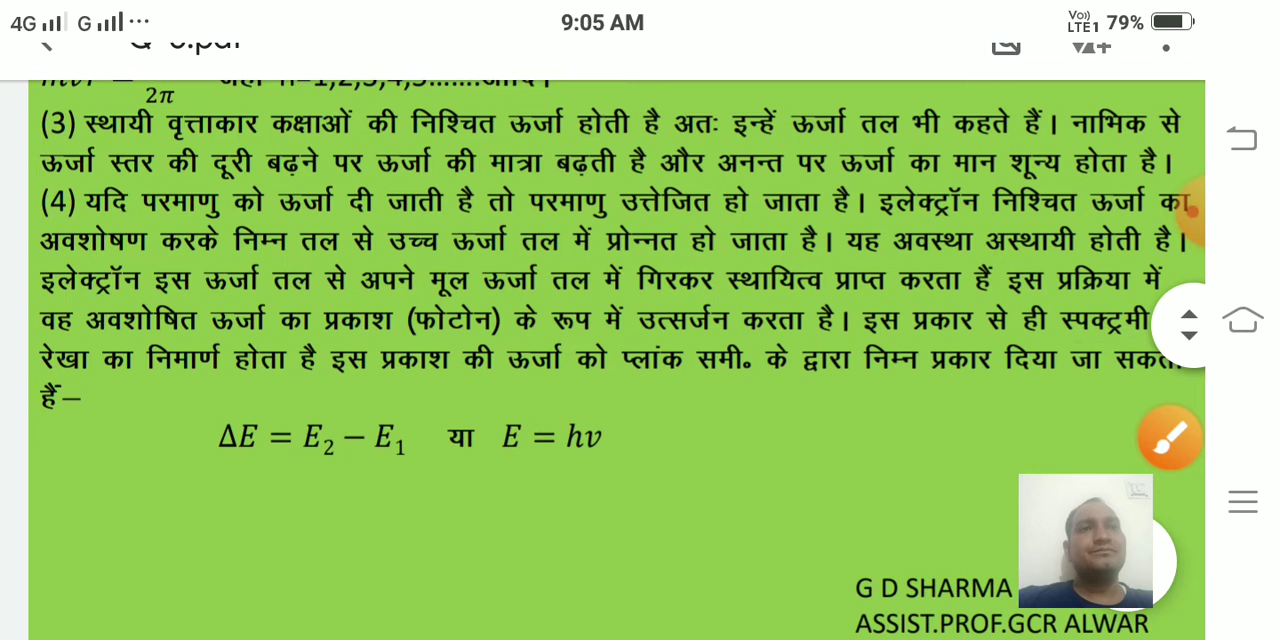 4G G ... 9:05 AM Vo)) LTE1 79%
2π
(3) स्थायी वृत्ताकार कक्षाओं की निश्चित ऊर्जा होती है अतः इन्हें ऊर्जा तल भी कहते हैं। नाभिक से
ऊर्जा स्तर की दूरी बढ़ने पर ऊर्जा की मात्रा बढ़ती है और अनन्त पर ऊर्जा का मान शून्य होता है।
(4) यदि परमाणु को ऊर्जा दी जाती है तो परमाणु उत्तेजित हो जाता है। इलेक्ट्रॉन निश्चित ऊर्जा का
अवशोषण करके निम्न तल से उच्च ऊर्जा तल में प्रोन्नत हो जाता है। यह अवस्था अस्थायी होती है।
इलेक्ट्रॉन इस ऊर्जा तल से अपने मूल ऊर्जा तल में गिरकर स्थायित्व प्राप्त करता हैं इस प्रक्रिया में
वह अवशोषित ऊर्जा का प्रकाश (फोटोन) के रूप में उत्सर्जन करता है। इस प्रकार से ही स्पक्ट्रमी
रेखा का निमार्ण होता है इस प्रकाश की ऊर्जा को प्लांक समी॰ के द्वारा निम्न प्रकार दिया जा सकता
हैं–
ΔE = E₂ − E₁ या E = hν
G D SHARMA
ASSIST.PROF.GCR ALWAR